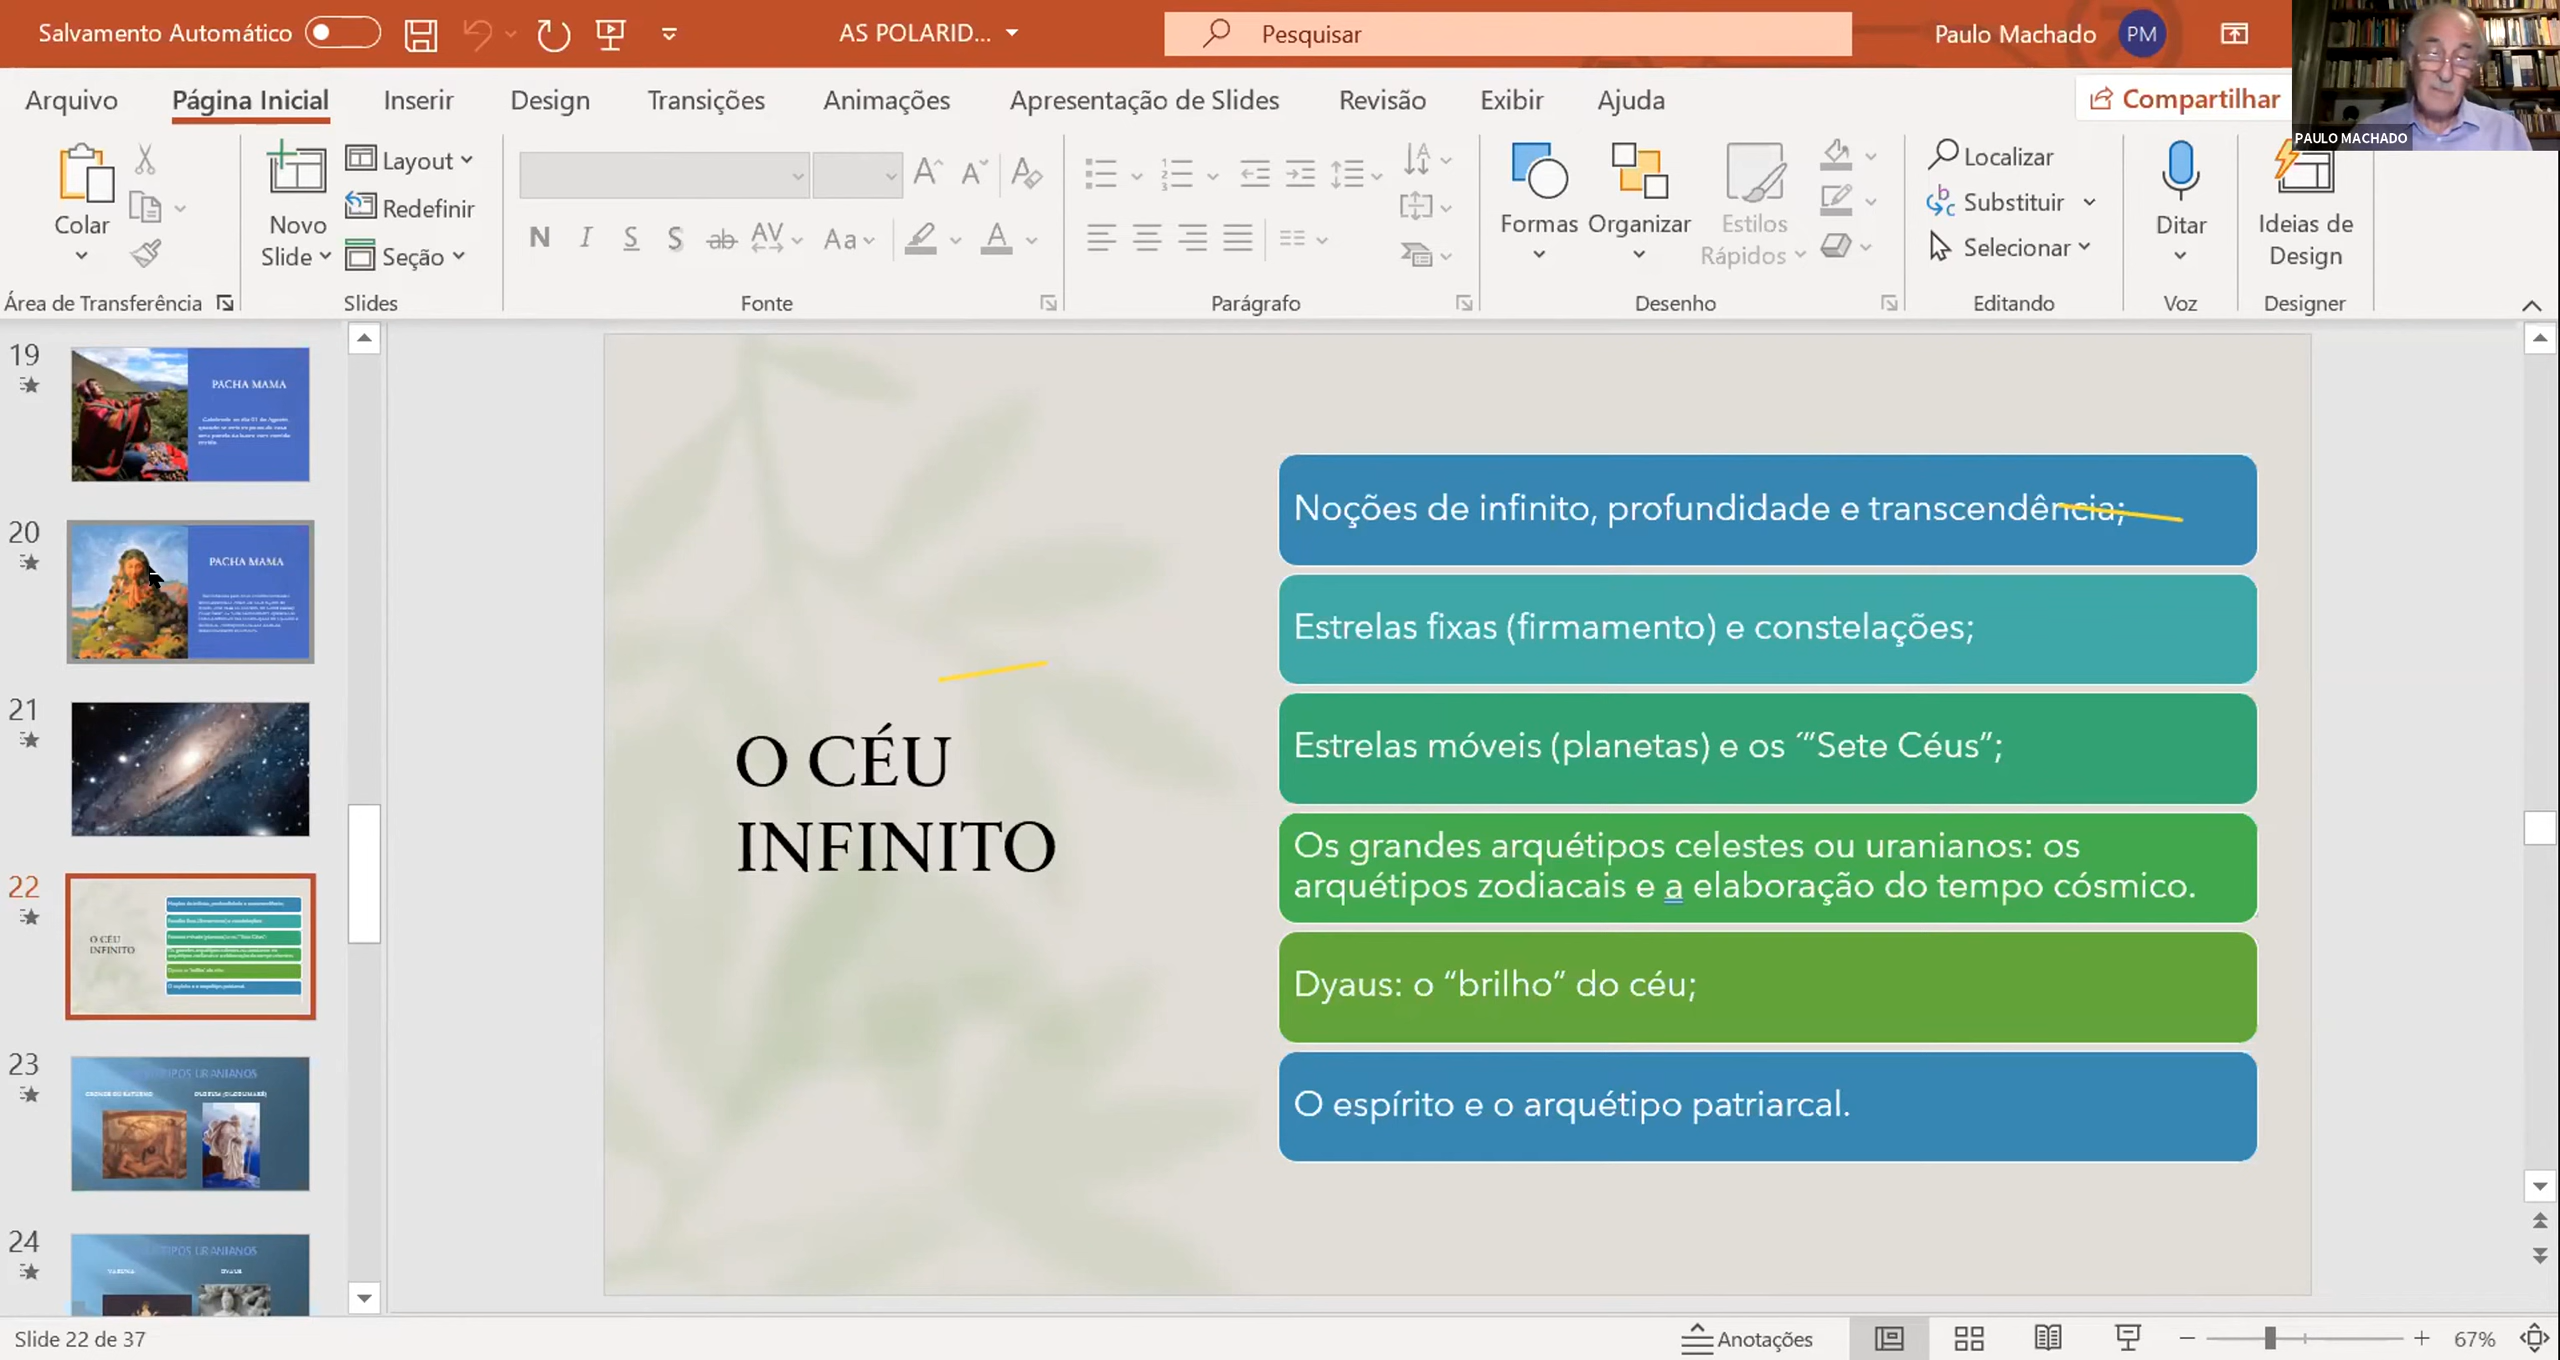 Salvamento Automático
AS POLARID...
Pesquisar
Paulo Machado
PM
Arquivo
Página Inicial
Inserir
Design
Transições
Animações
Apresentação de Slides
Revisão
Exibir
Ajuda
Compartilhar
PAULO MACHADO
Colar
Área de Transferência
Novo
Slide
Layout
Redefinir
Seção
Slides
N I S S ab AV Aa A
Fonte
Parágrafo
Formas
Organizar
Estilos
Rápidos
Desenho
Localizar
Substituir
Selecionar
Editando
Ditar
Voz
Ideias de
Design
Designer
19
PACHA MAMA
20
PACHA MAMA
21
22
O CÉU
INFINITO
23
24
O CÉU
INFINITO
Noções de infinito, profundidade e transcendência;
Estrelas fixas (firmamento) e constelações;
Estrelas móveis (planetas) e os ‘”Sete Céus”;
Os grandes arquétipos celestes ou uranianos: os
arquétipos zodiacais e a elaboração do tempo cósmico.
Dyaus: o “brilho” do céu;
O espírito e o arquétipo patriarcal.
Slide 22 de 37
Anotações
67%